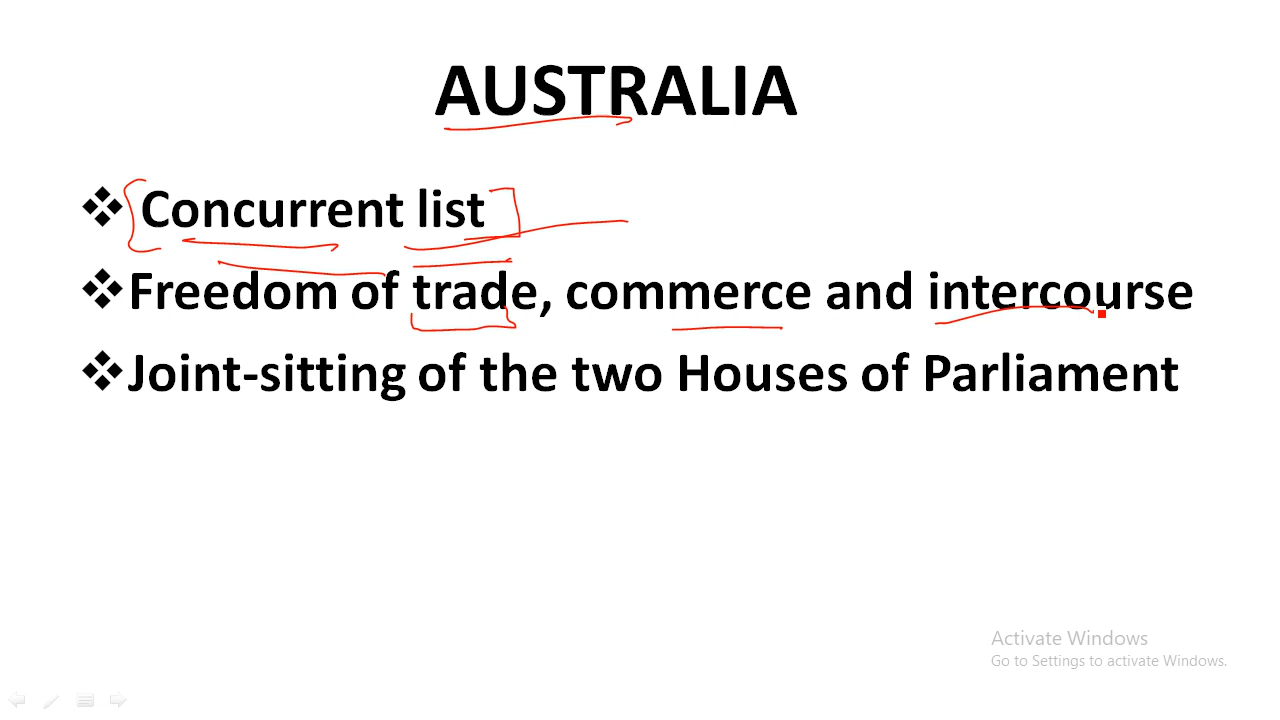 AUSTRALIA
❖ Concurrent list
❖ Freedom of trade, commerce and intercourse
❖ Joint-sitting of the two Houses of Parliament
Activate Windows
Go to Settings to activate Windows.